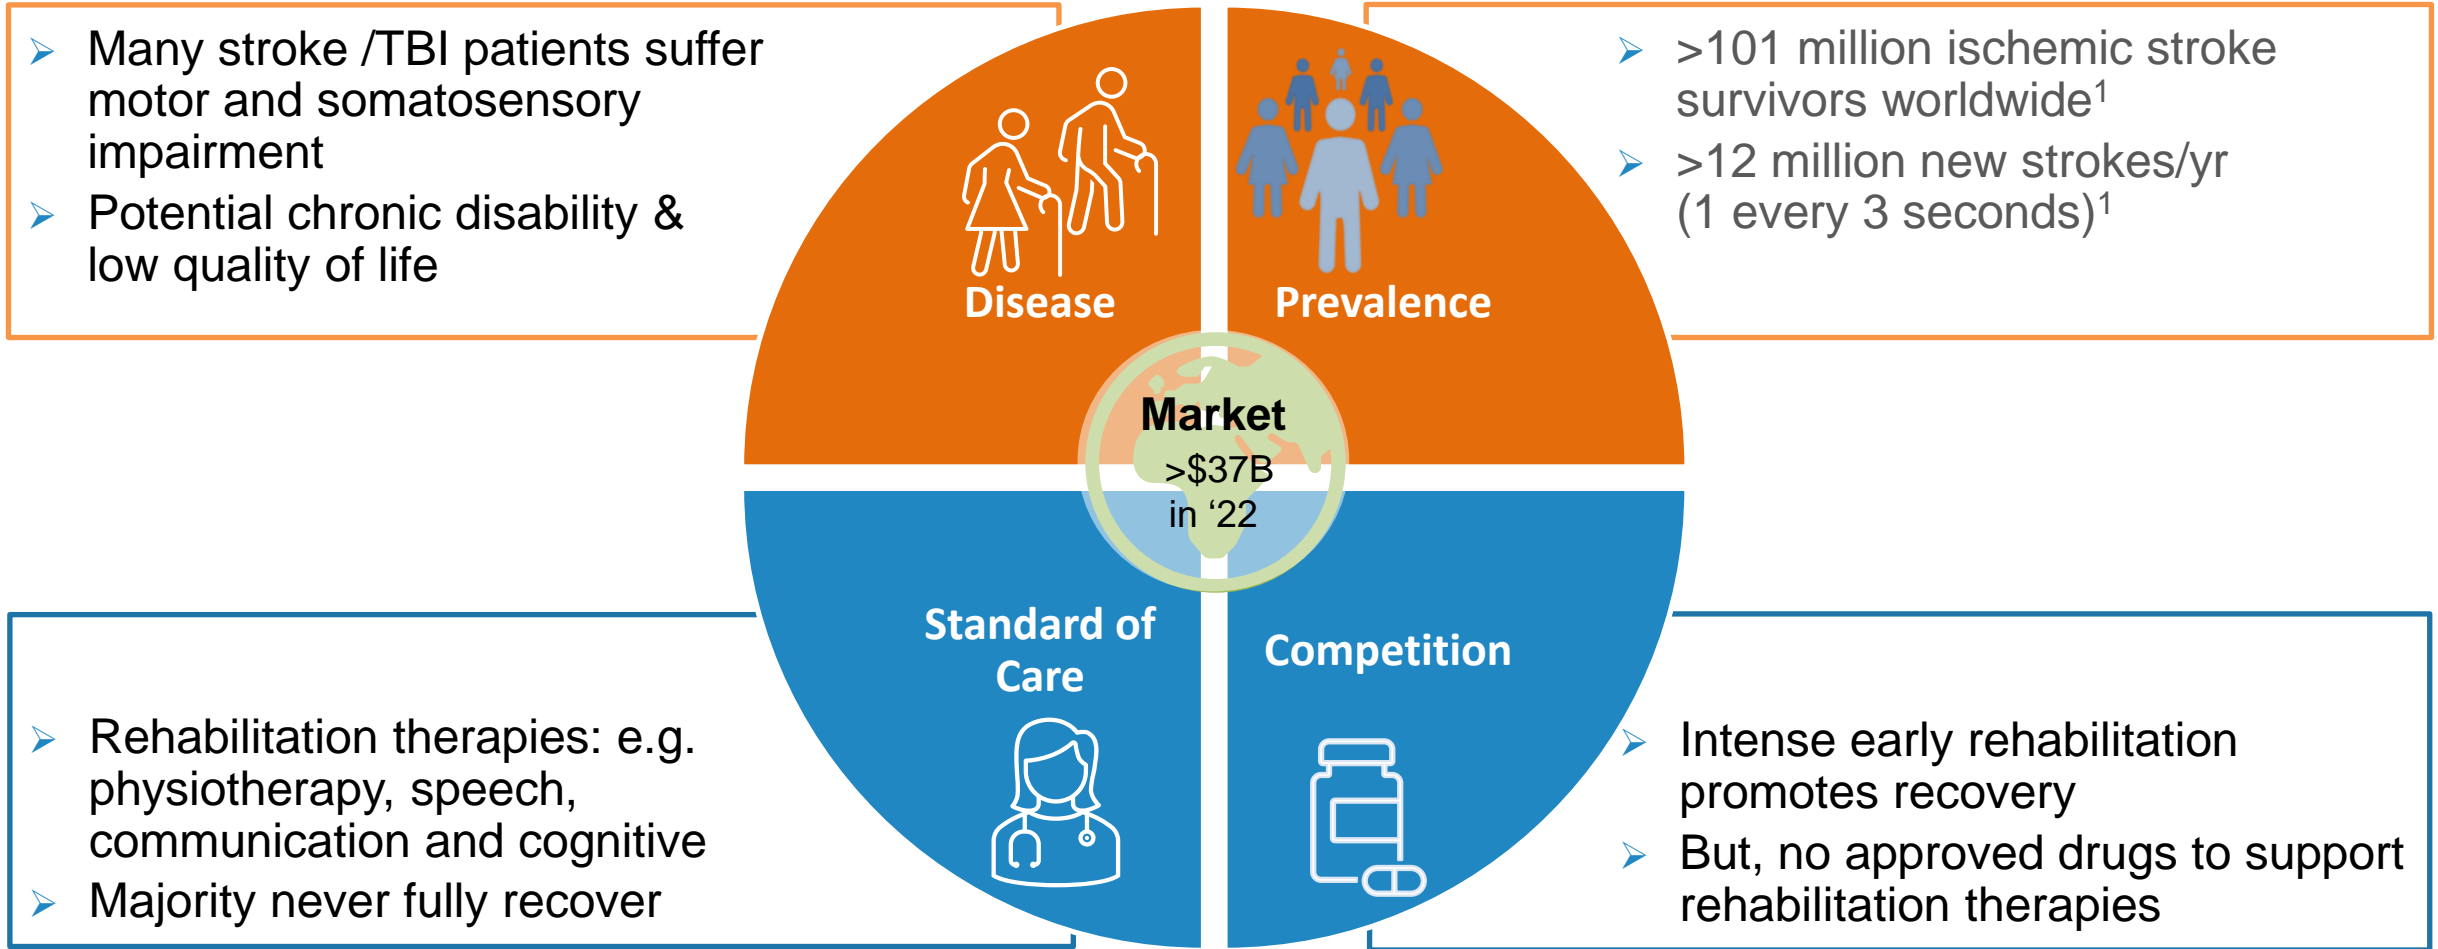 ➢ Many stroke /TBI patients suffer
motor and somatosensory
impairment
➢ Potential chronic disability &
low quality of life
Disease
Prevalence
➢ >101 million ischemic stroke
survivors worldwide¹
➢ >12 million new strokes/yr
(1 every 3 seconds)¹
Market
>$37B
in ‘22
Standard of
Care
➢ Rehabilitation therapies: e.g.
physiotherapy, speech,
communication and cognitive
➢ Majority never fully recover
Competition
➢ Intense early rehabilitation
promotes recovery
➢ But, no approved drugs to support
rehabilitation therapies